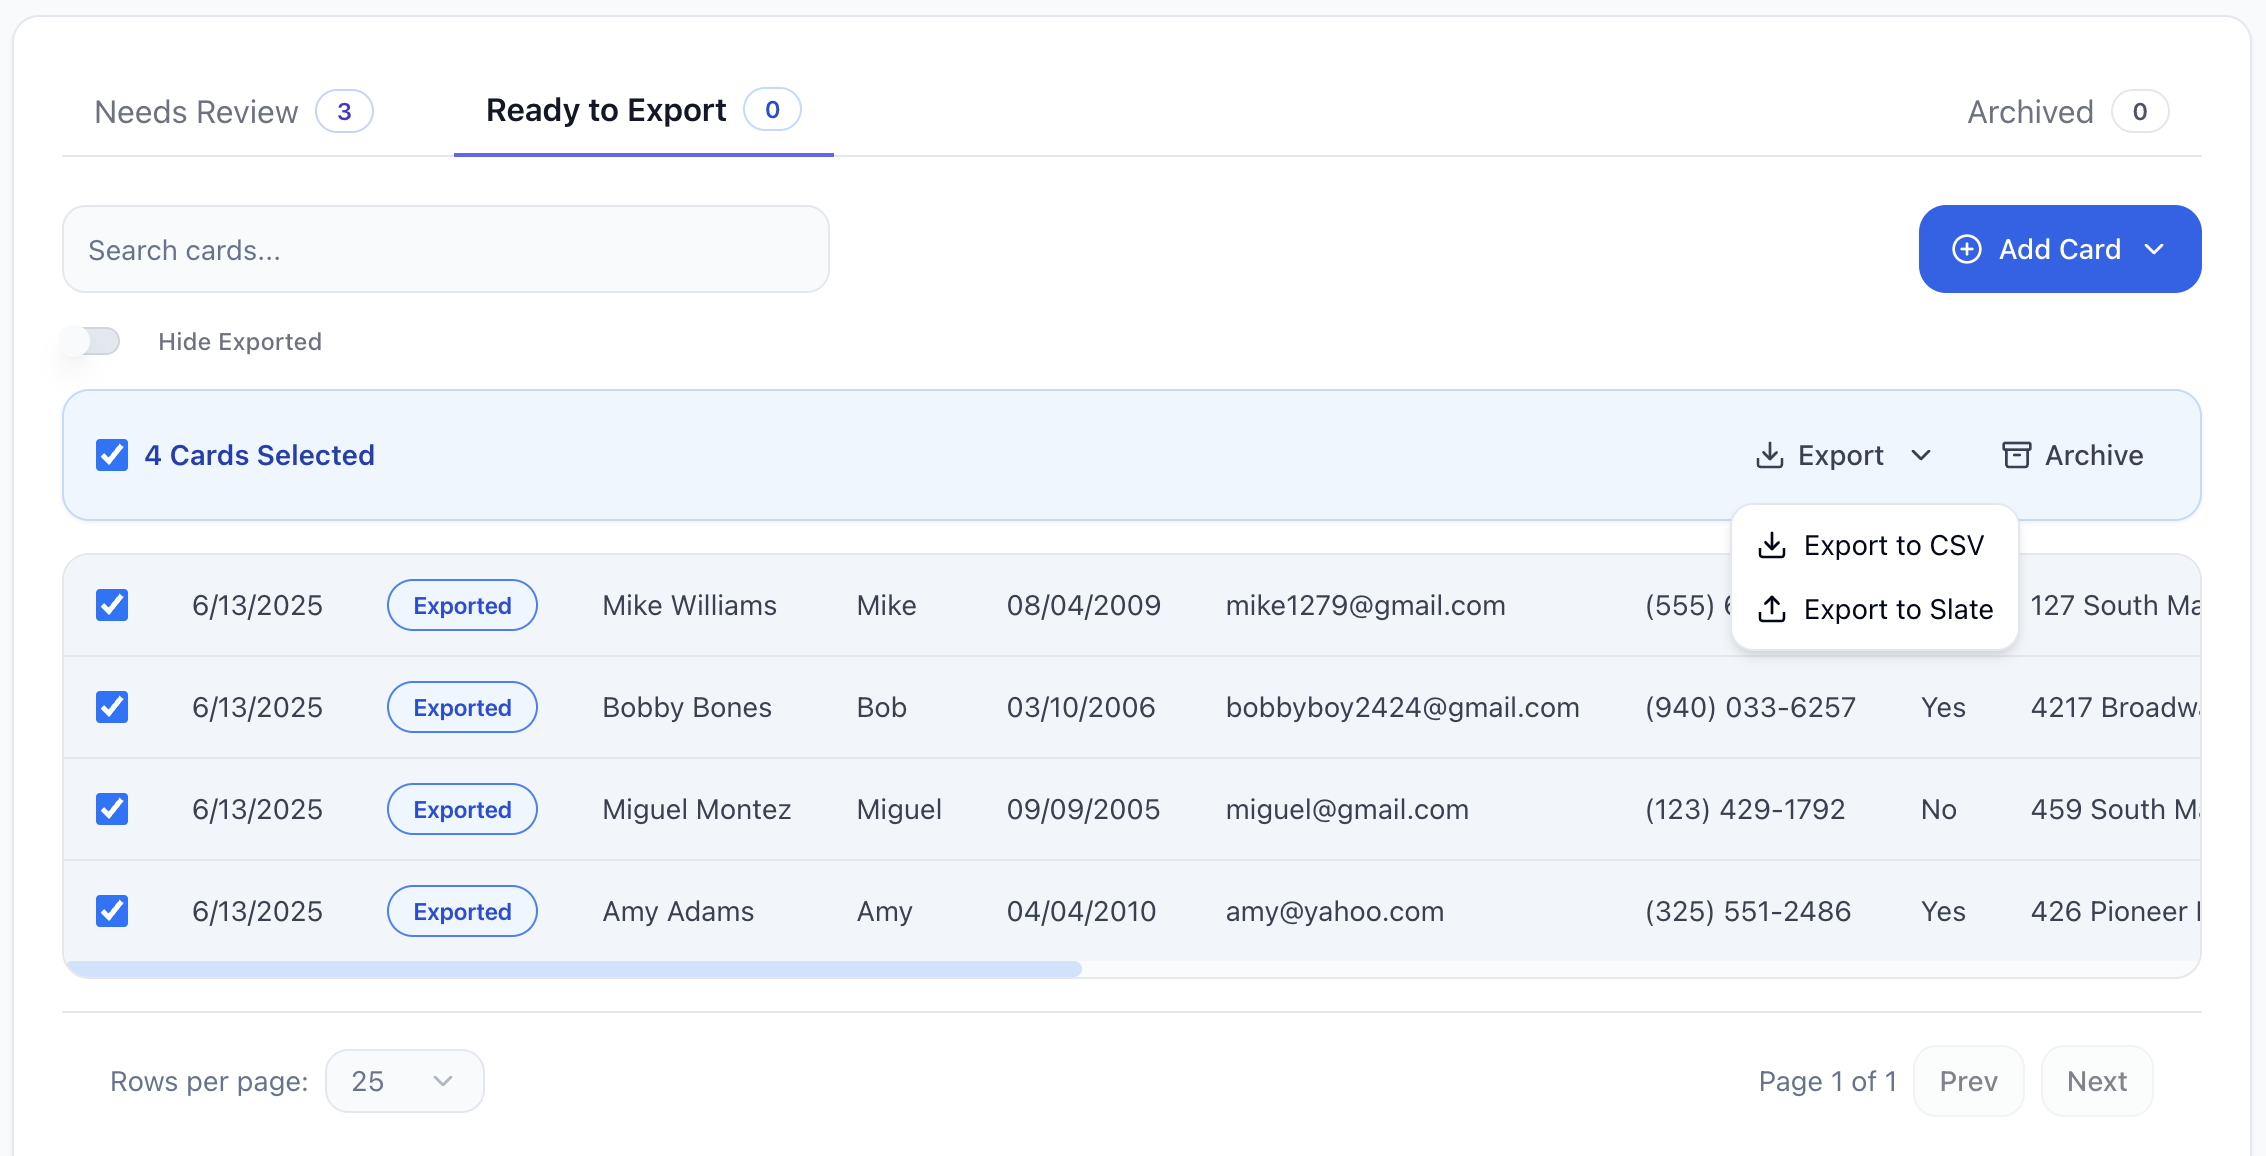 Needs Review 3 Ready to Export 0 Archived 0
Search cards...
Add Card
Hide Exported
4 Cards Selected Export Archive
Export to CSV
Export to Slate
6/13/2025 Exported Mike Williams Mike 08/04/2009 mike1279@gmail.com (555) 127 South Ma
6/13/2025 Exported Bobby Bones Bob 03/10/2006 bobbyboy2424@gmail.com (940) 033-6257 Yes 4217 Broadw
6/13/2025 Exported Miguel Montez Miguel 09/09/2005 miguel@gmail.com (123) 429-1792 No 459 South M
6/13/2025 Exported Amy Adams Amy 04/04/2010 amy@yahoo.com (325) 551-2486 Yes 426 Pioneer
Rows per page: 25 Page 1 of 1 Prev Next